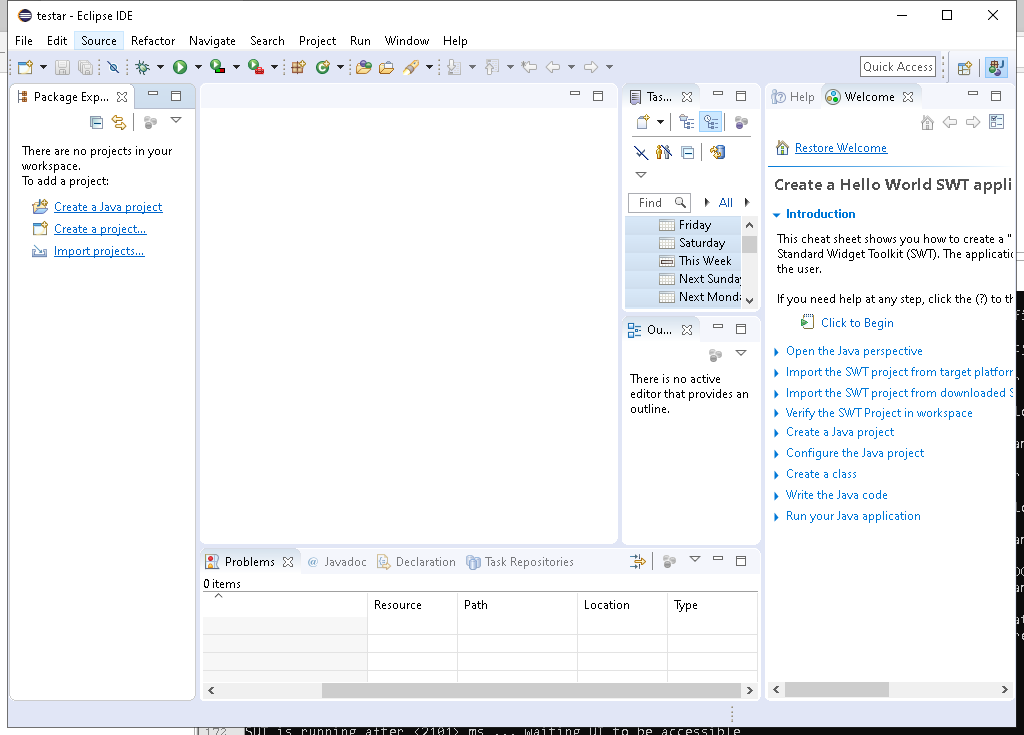 testar - Eclipse IDE
File Edit Source Refactor Navigate Search Project Run Window Help
Quick Access
Package Exp...
There are no projects in your
workspace.
To add a project:
Create a Java project
Create a project...
Import projects...
Tas...
Find
All
Friday
Saturday
This Week
Next Sunday
Next Monda
Ou...
There is no active
editor that provides an
outline.
Help Welcome
Restore Welcome
Create a Hello World SWT appli
Introduction
This cheat sheet shows you how to create a "
Standard Widget Toolkit (SWT). The applicatio
the user.
If you need help at any step, click the (?) to th
Click to Begin
Open the Java perspective
Import the SWT project from target platform
Import the SWT project from downloaded S
Verify the SWT Project in workspace
Create a Java project
Configure the Java project
Create a class
Write the Java code
Run your Java application
Problems @ Javadoc Declaration Task Repositories
0 items
Resource Path Location Type
172 SUT is running after <2101> ms ... waiting UI to be accessible